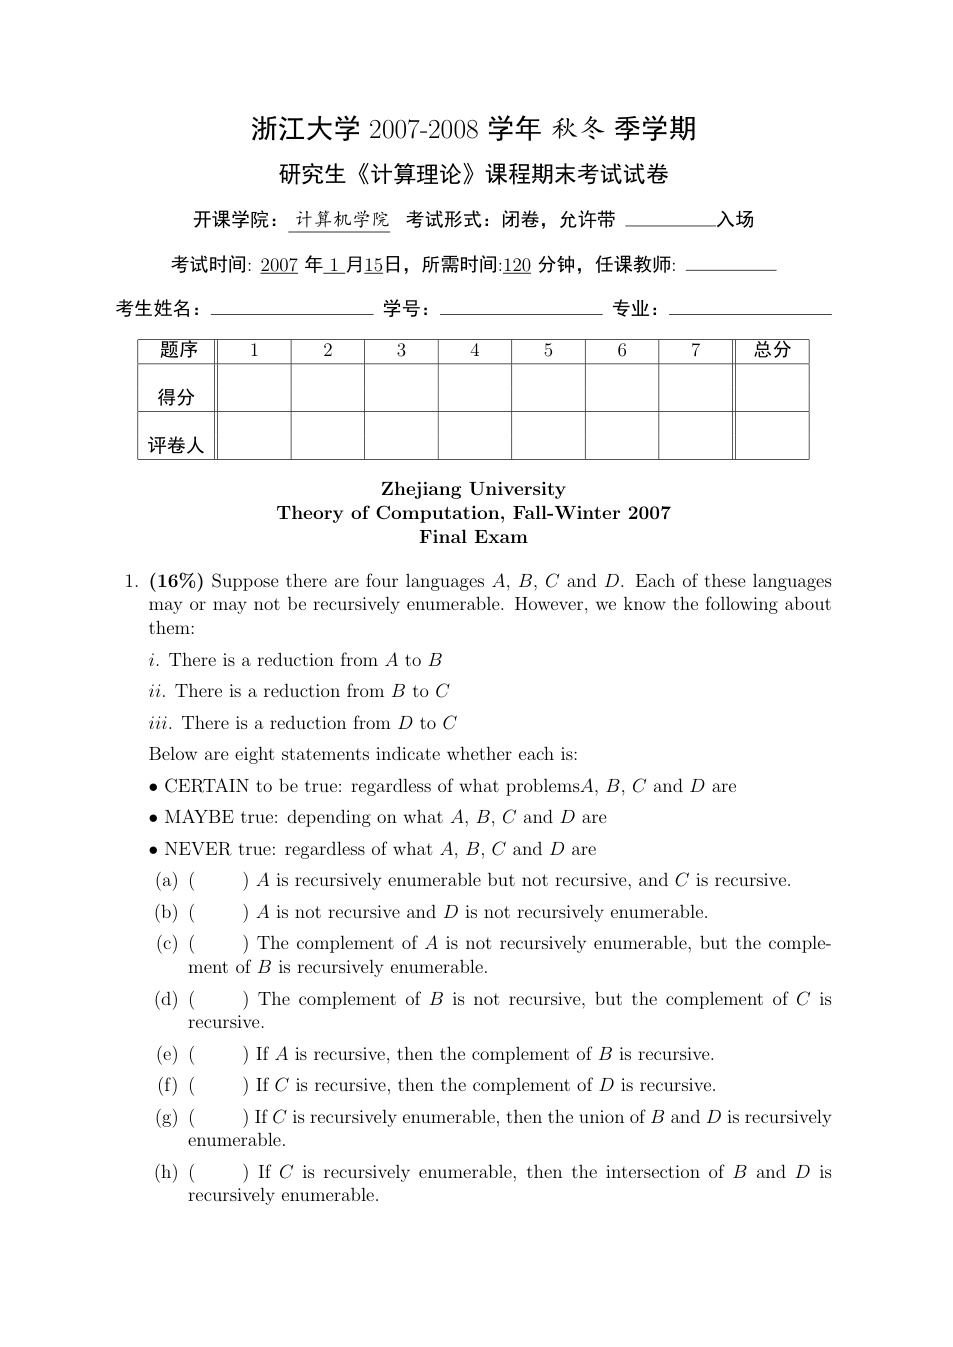 浙江大学 2007-2008 学年 秋冬 季学期
研究生《计算理论》课程期末考试试卷
开课学院：计算机学院 考试形式：闭卷，允许带 ________入场
考试时间: 2007 年 1 月15日，所需时间:120 分钟，任课教师: ________
考生姓名：________ 学号：________ 专业：________
题序 1 2 3 4 5 6 7 总分
得分
评卷人
Zhejiang University
Theory of Computation, Fall-Winter 2007
Final Exam
1. (16%) Suppose there are four languages A, B, C and D. Each of these languages
may or may not be recursively enumerable. However, we know the following about
them:
i. There is a reduction from A to B
ii. There is a reduction from B to C
iii. There is a reduction from D to C
Below are eight statements indicate whether each is:
• CERTAIN to be true: regardless of what problemsA, B, C and D are
• MAYBE true: depending on what A, B, C and D are
• NEVER true: regardless of what A, B, C and D are
(a) ( ) A is recursively enumerable but not recursive, and C is recursive.
(b) ( ) A is not recursive and D is not recursively enumerable.
(c) ( ) The complement of A is not recursively enumerable, but the comple-
ment of B is recursively enumerable.
(d) ( ) The complement of B is not recursive, but the complement of C is
recursive.
(e) ( ) If A is recursive, then the complement of B is recursive.
(f) ( ) If C is recursive, then the complement of D is recursive.
(g) ( ) If C is recursively enumerable, then the union of B and D is recursively
enumerable.
(h) ( ) If C is recursively enumerable, then the intersection of B and D is
recursively enumerable.